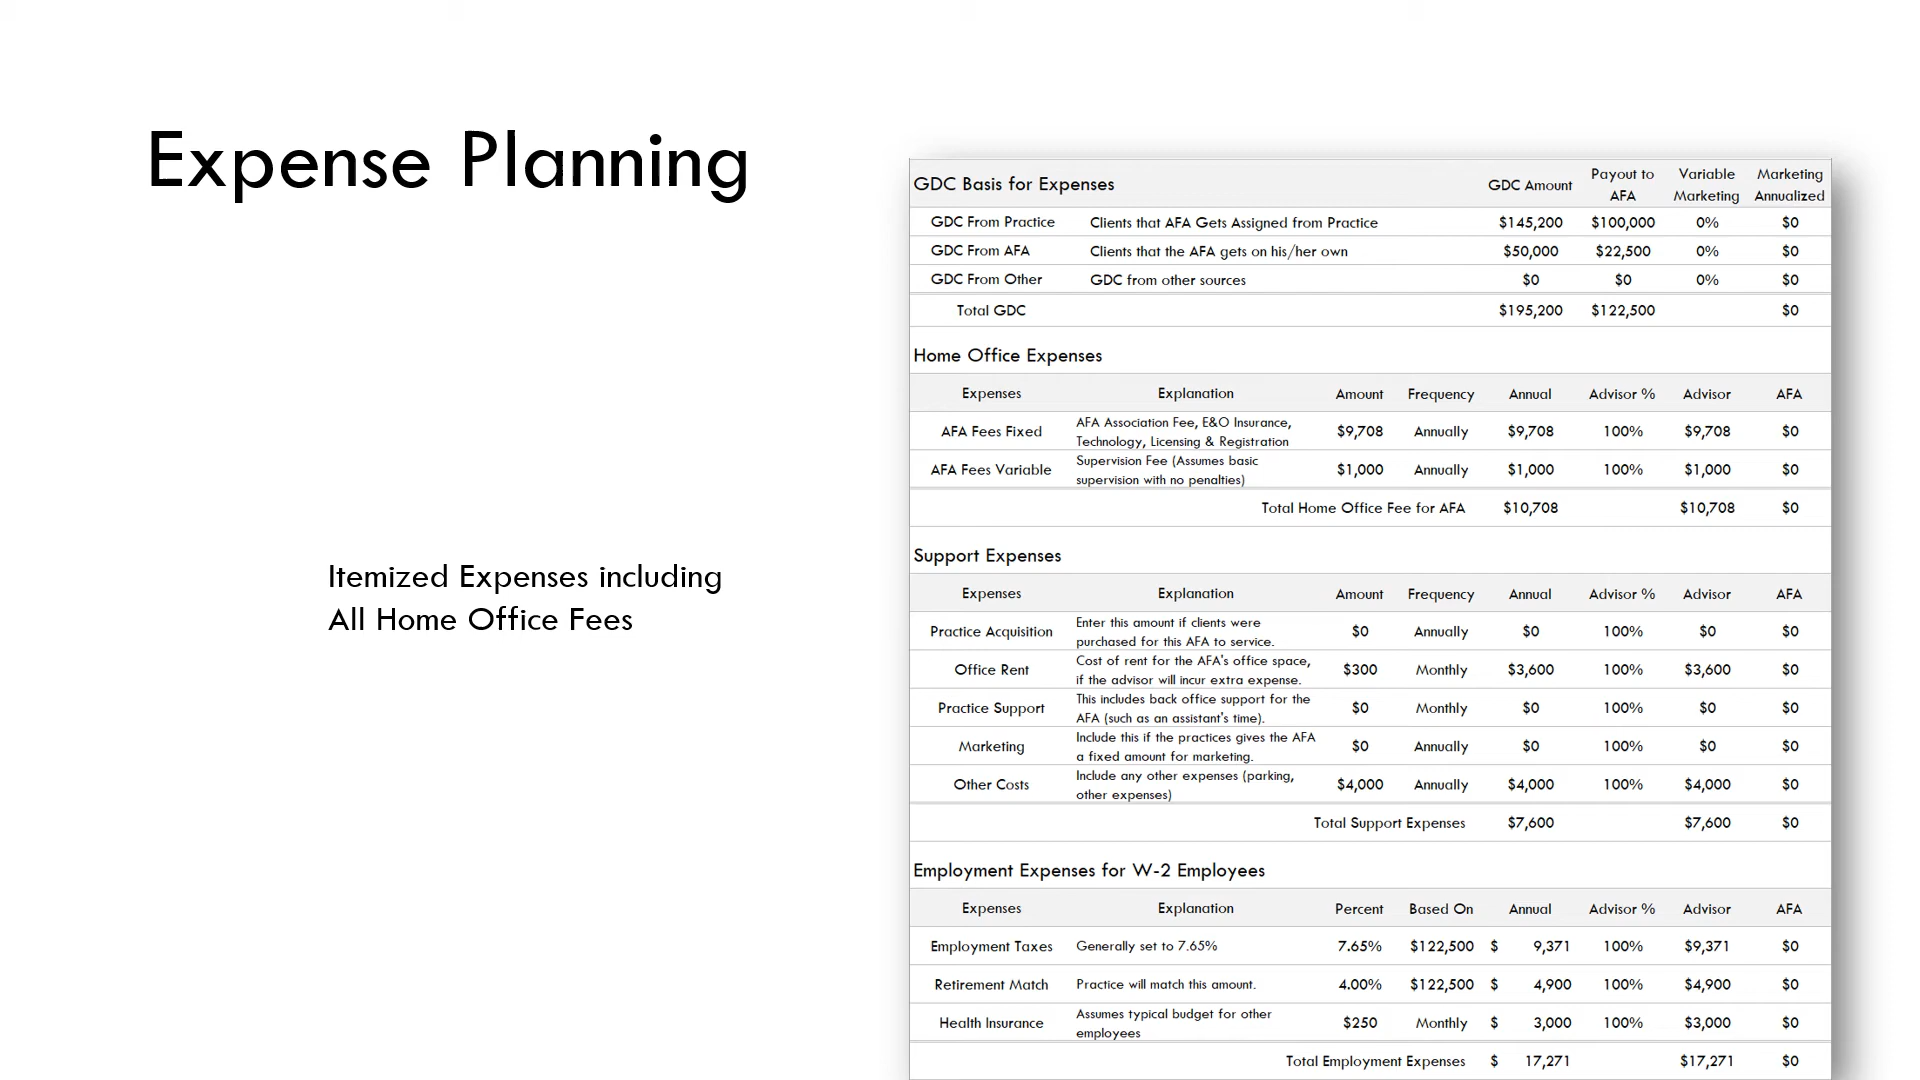 Expense Planning
Itemized Expenses including
All Home Office Fees
GDC Basis for Expenses GDC Amount Payout to AFA Variable Marketing Marketing Annualized
GDC From Practice Clients that AFA Gets Assigned from Practice $145,200 $100,000 0% $0
GDC From AFA Clients that the AFA gets on his/her own $50,000 $22,500 0% $0
GDC From Other GDC from other sources $0 $0 0% $0
Total GDC $195,200 $122,500 $0
Home Office Expenses
Expenses Explanation Amount Frequency Annual Advisor % Advisor AFA
AFA Fees Fixed AFA Association Fee, E&O Insurance, Technology, Licensing & Registration $9,708 Annually $9,708 100% $9,708 $0
AFA Fees Variable Supervision Fee (Assumes basic supervision with no penalties) $1,000 Annually $1,000 100% $1,000 $0
Total Home Office Fee for AFA $10,708 $10,708 $0
Support Expenses
Expenses Explanation Amount Frequency Annual Advisor % Advisor AFA
Practice Acquisition Enter this amount if clients were purchased for this AFA to service. $0 Annually $0 100% $0 $0
Office Rent Cost of rent for the AFA's office space, if the advisor will incur extra expense. $300 Monthly $3,600 100% $3,600 $0
Practice Support This includes back office support for the AFA (such as an assistant's time). $0 Monthly $0 100% $0 $0
Marketing Include this if the practices gives the AFA a fixed amount for marketing. $0 Annually $0 100% $0 $0
Other Costs Include any other expenses (parking, other expenses) $4,000 Annually $4,000 100% $4,000 $0
Total Support Expenses $7,600 $7,600 $0
Employment Expenses for W-2 Employees
Expenses Explanation Percent Based On Annual Advisor % Advisor AFA
Employment Taxes Generally set to 7.65% 7.65% $122,500 $ 9,371 100% $9,371 $0
Retirement Match Practice will match this amount. 4.00% $122,500 $ 4,900 100% $4,900 $0
Health Insurance Assumes typical budget for other employees $250 Monthly $ 3,000 100% $3,000 $0
Total Employment Expenses $ 17,271 $17,271 $0